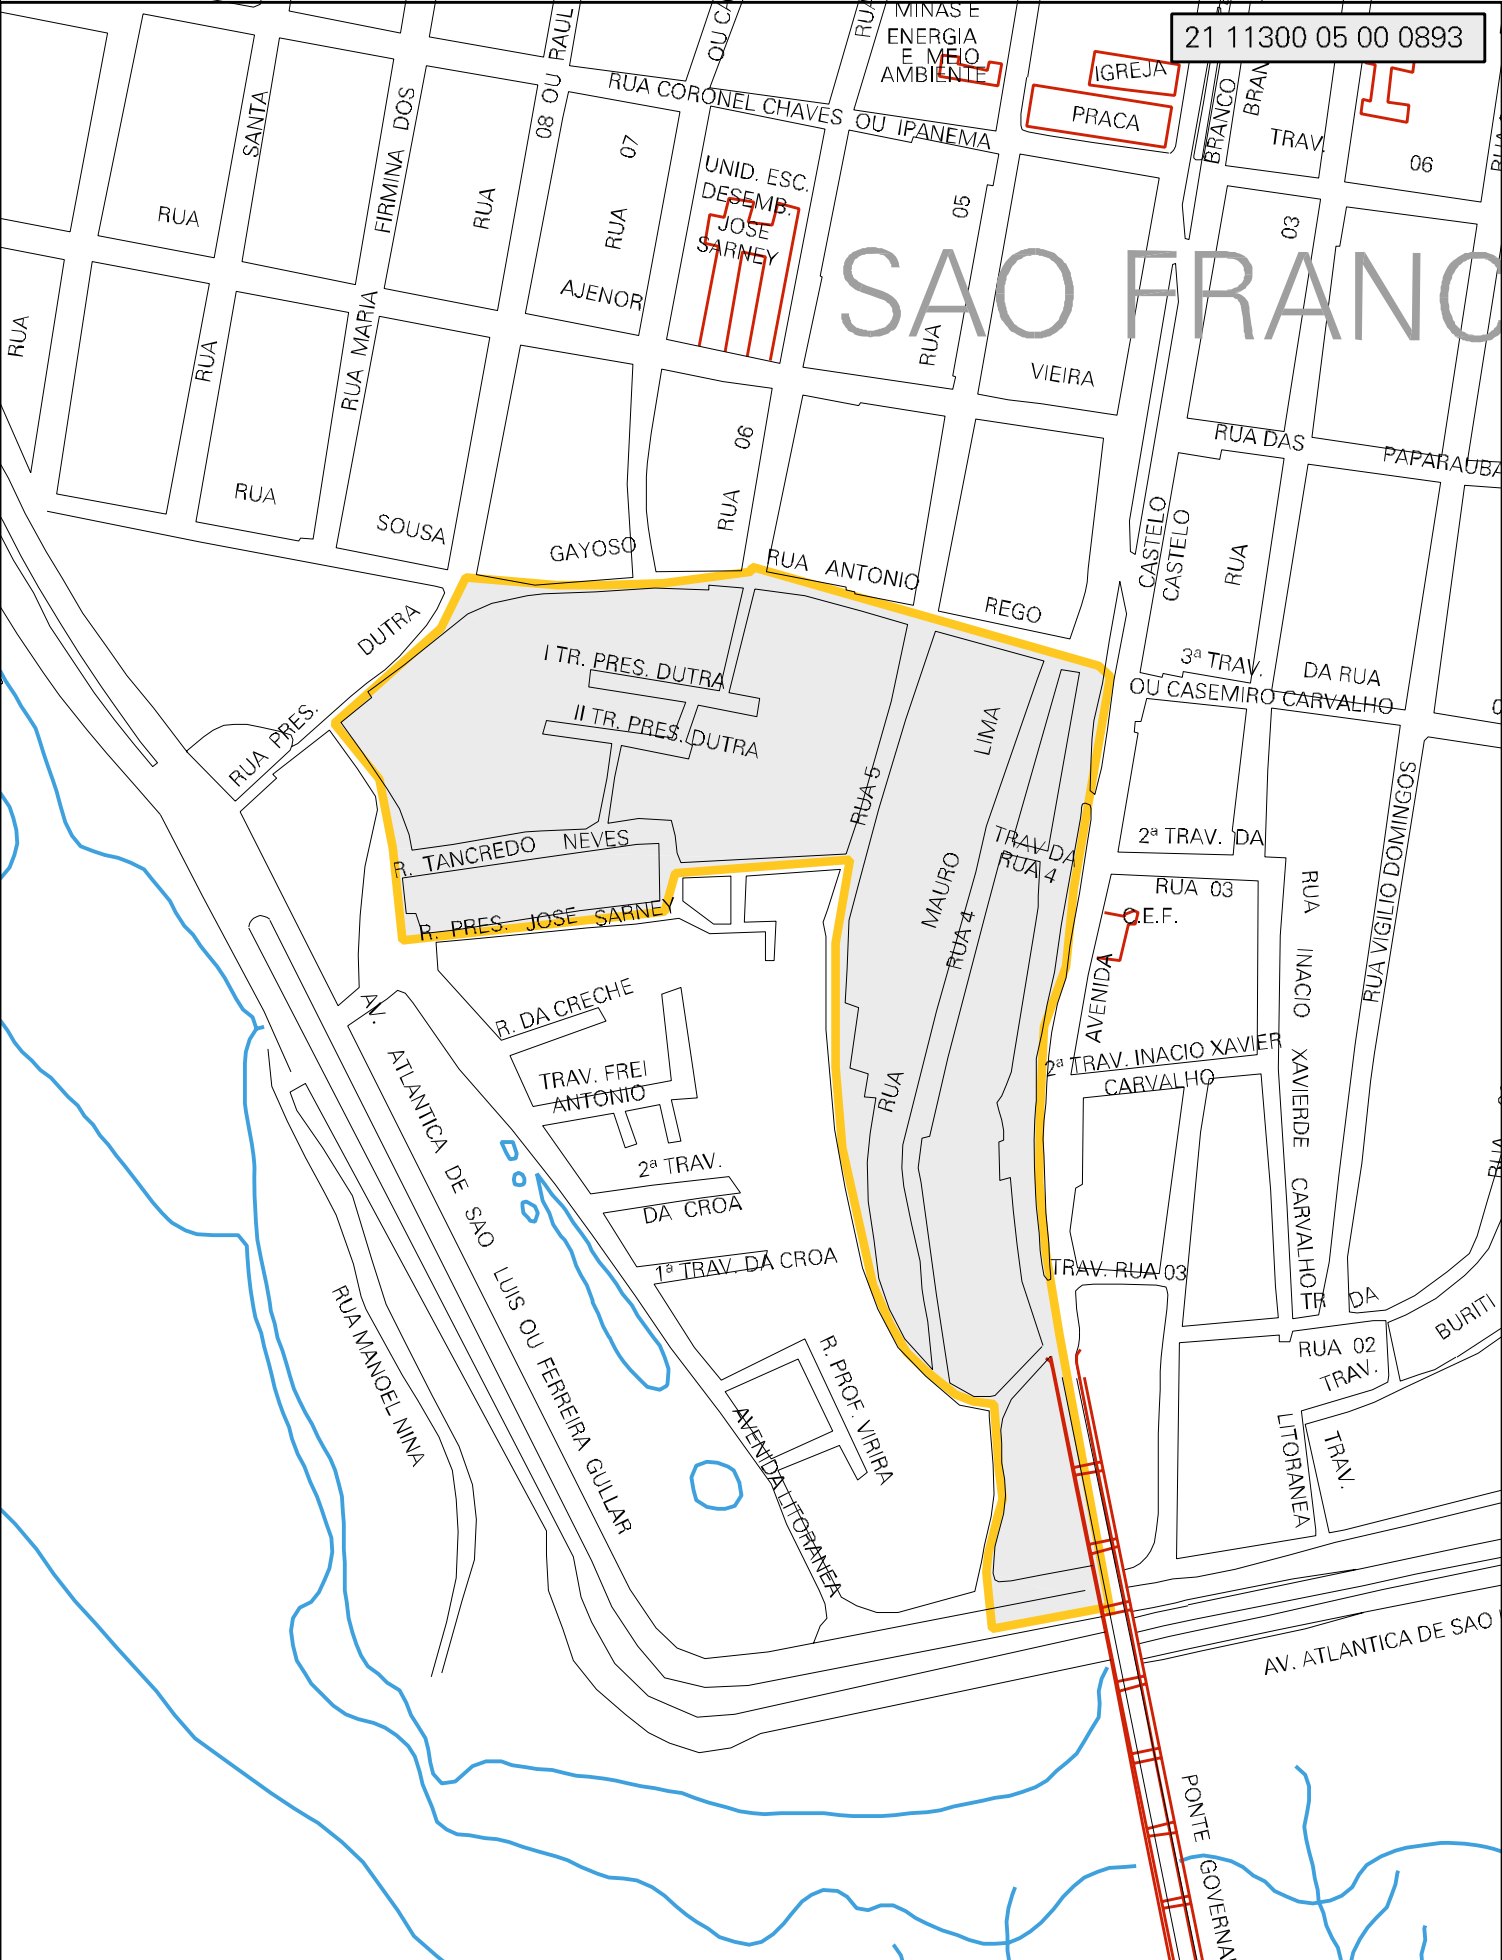 MINAS E
ENERGIA
E MEIO
AMBIENTE
21 11300 05 00 0893
IGREJA
PRACA
OU CA
RUA
08 OU RAUL
RUA CORONEL CHAVES OU IPANEMA
SANTA
FIRMINA DOS
07
BRANCO
BRAN
TRAV.
06
RUA
UNID. ESC.
DESEMB.
JOSE
SARNEY
RUA
RUA
RUA
05
03
SAO FRANC
AJENOR
RUA
RUA
RUA MARIA
RUA
VIEIRA
RUA DAS
PAPARAUBA
06
RUA
RUA
SOUSA
GAYOSO
RUA ANTONIO
REGO
CASTELO
CASTELO
RUA
DUTRA
RUA PRES.
I TR. PRES. DUTRA
II TR. PRES. DUTRA
3ª TRAV.
DA RUA
OU CASEMIRO CARVALHO
LIMA
MAURO
RUA
RUA 5
RUA 4
TRAV DA
RUA 4
2ª TRAV. DA
RUA 03
C.E.F.
AVENIDA
RUA VIGILIO DOMINGOS
RUA INACIO XAVIERDE CARVALHO
R. TANCREDO NEVES
R. PRES. JOSE SARNEY
R. DA CRECHE
TRAV. FREI
ANTONIO
2ª TRAV. INACIO XAVIER
CARVALHO
AV. ATLANTICA DE SAO LUIS OU FERREIRA GULLAR
2ª TRAV.
DA CROA
1ª TRAV. DA CROA
TRAV. RUA 03
TR DA
RUA 02
TRAV.
BURITI
RUA
RUA MANOEL NINA
R. PROF. VIRIRA
AVENIDA LITORANEA
LITORANEA
TRAV.
AV. ATLANTICA DE SAO
PONTE GOVERNA